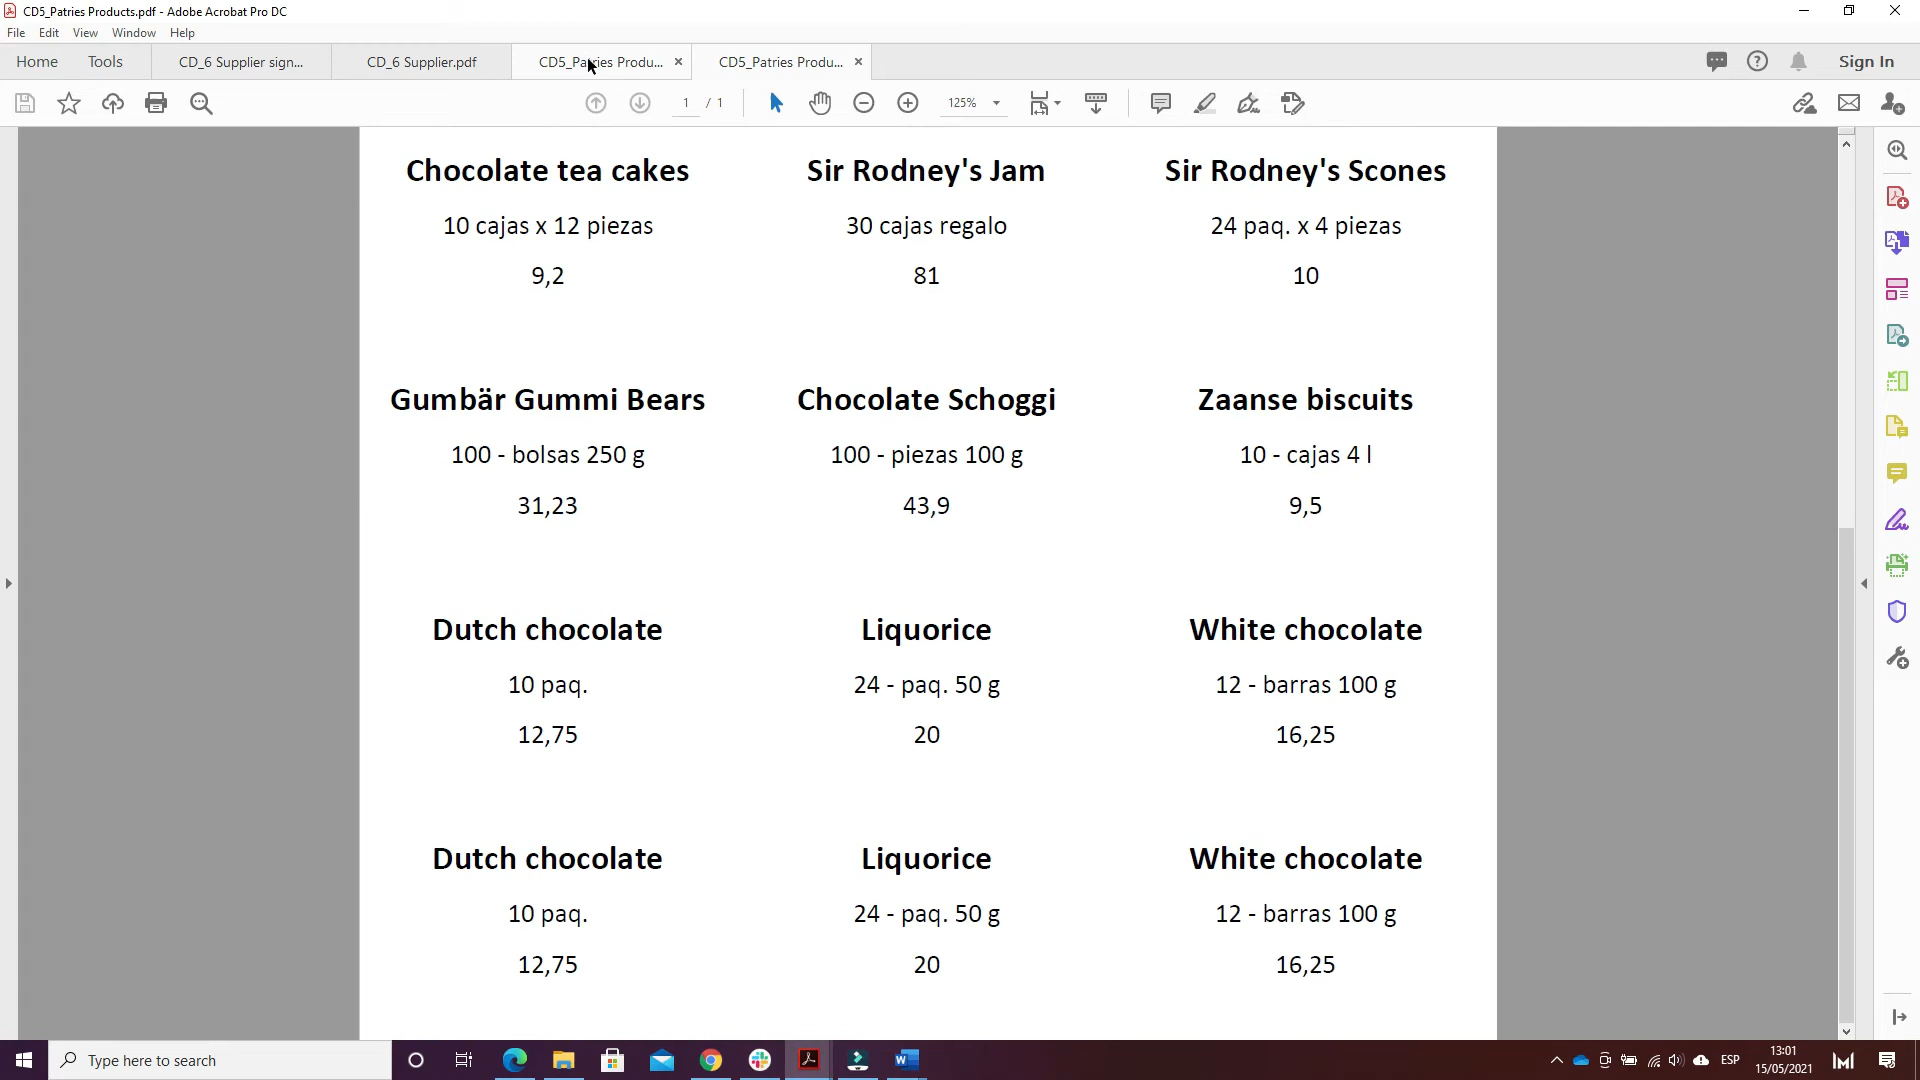 CD5_Patries Products.pdf - Adobe Acrobat Pro DC
File Edit View Window Help
Home Tools CD_6 Supplier sign... CD_6 Supplier.pdf CD5_Patries Produ... CD5_Patries Produ... Sign In
1 / 1 125%
Chocolate tea cakes Sir Rodney's Jam Sir Rodney's Scones
10 cajas x 12 piezas 30 cajas regalo 24 paq. x 4 piezas
9,2 81 10
Gumbär Gummi Bears Chocolate Schoggi Zaanse biscuits
100 - bolsas 250 g 100 - piezas 100 g 10 - cajas 4 l
31,23 43,9 9,5
Dutch chocolate Liquorice White chocolate
10 paq. 24 - paq. 50 g 12 - barras 100 g
12,75 20 16,25
Dutch chocolate Liquorice White chocolate
10 paq. 24 - paq. 50 g 12 - barras 100 g
12,75 20 16,25
Type here to search ESP 13:01
15/05/2021